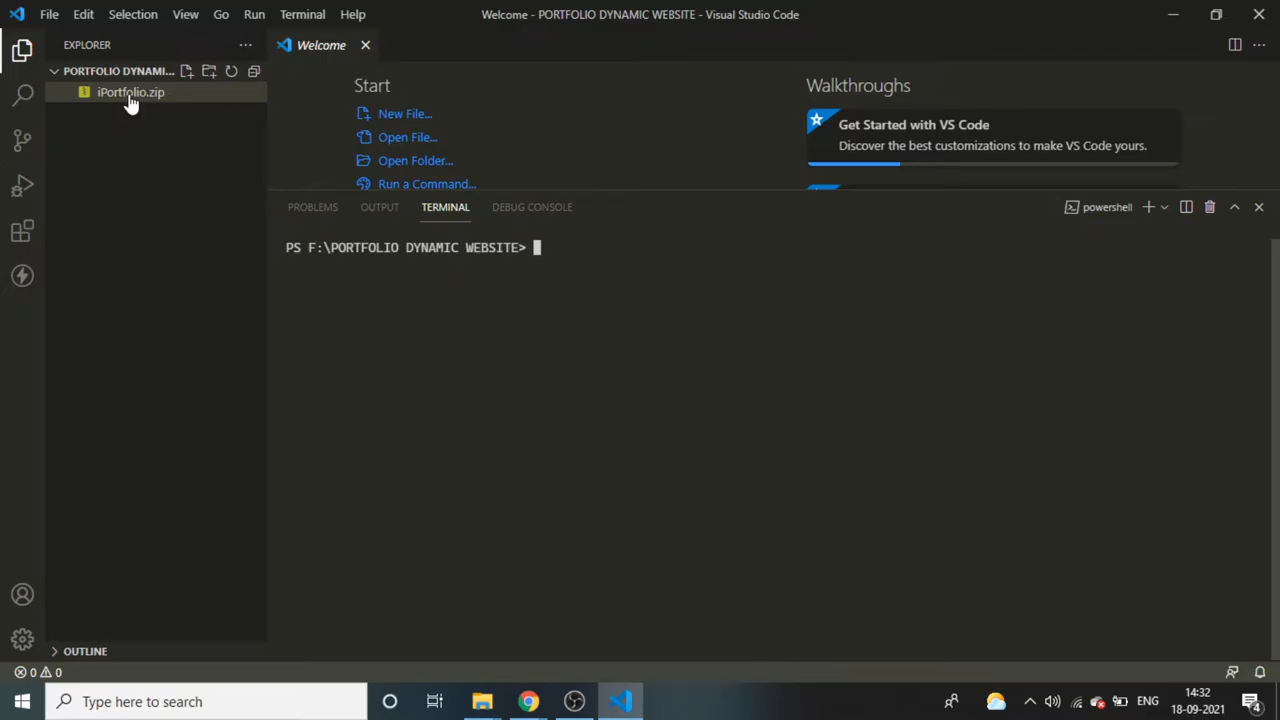 File Edit Selection View Go Run Terminal Help
Welcome - PORTFOLIO DYNAMIC WEBSITE - Visual Studio Code
EXPLORER
Welcome
PORTFOLIO DYNAMI...
iPortfolio.zip
Start
New File...
Open File...
Open Folder...
Run a Command...
Walkthroughs
Get Started with VS Code
Discover the best customizations to make VS Code yours.
PROBLEMS OUTPUT TERMINAL DEBUG CONSOLE
powershell
PS F:\PORTFOLIO DYNAMIC WEBSITE>
OUTLINE
0 0
Type here to search
ENG
14:32
18-09-2021
4